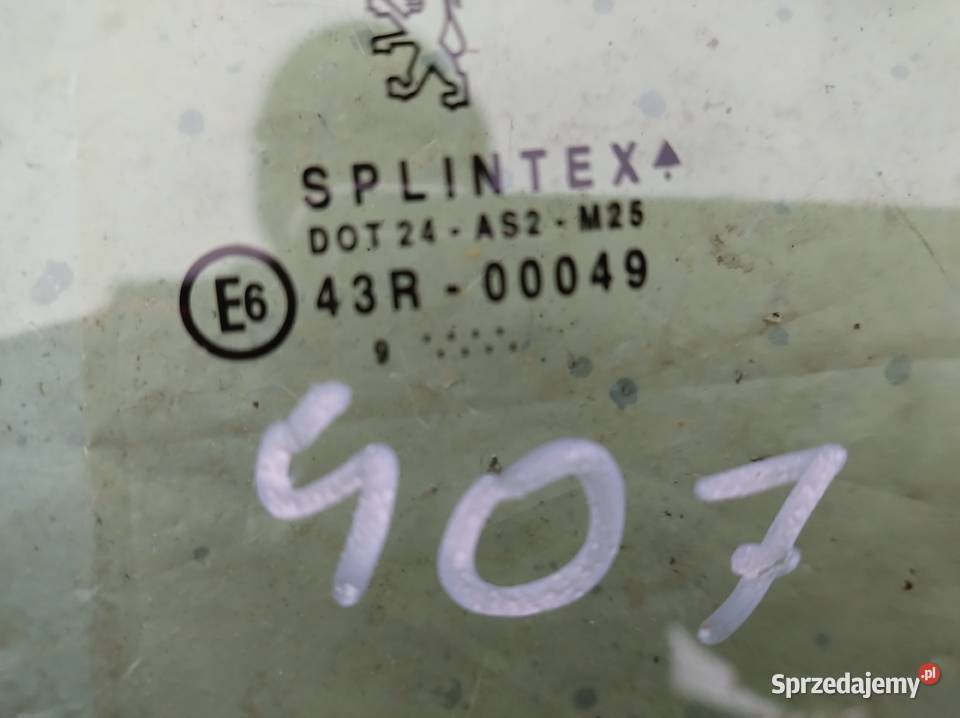 SPLINTEX
DOT 24 - AS2 - M25
E6 43R - 00049
9
407
Sprzedajemy.pl